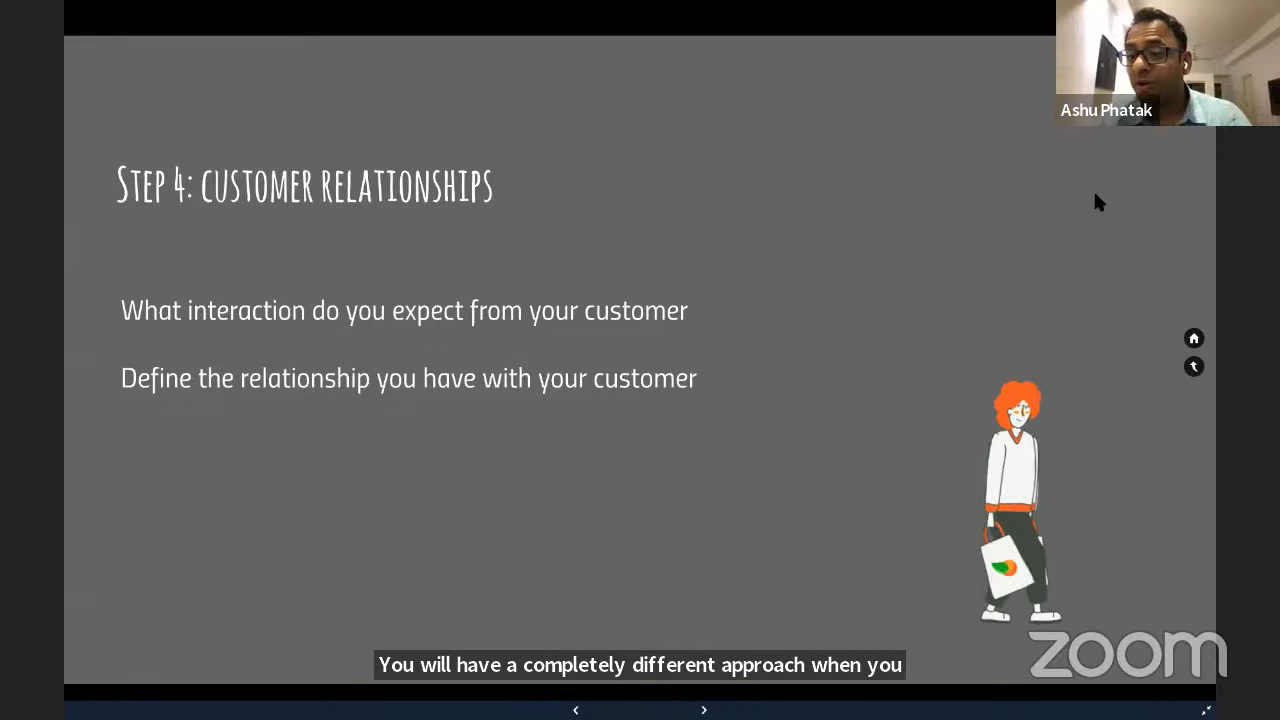 Ashu Phatak
Step 4: customer relationships
What interaction do you expect from your customer
Define the relationship you have with your customer
You will have a completely different approach when you
zoom